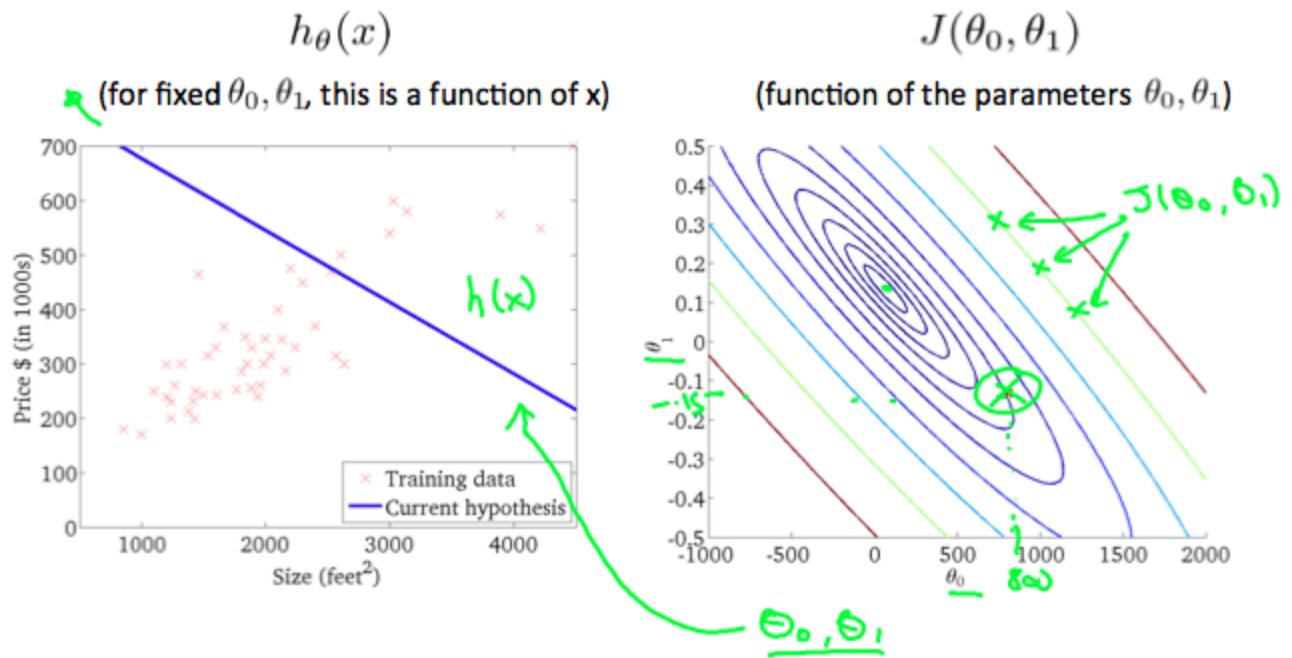 h_θ(x)
(for fixed θ₀, θ₁, this is a function of x)
700
600
500
400
300
200
100
0
Price $ (in 1000s)
h(x)
Training data
Current hypothesis
1000 2000 3000 4000
Size (feet²)
J(θ₀, θ₁)
(function of the parameters θ₀, θ₁)
0.5
0.4
0.3
0.2
0.1
0
-0.1
-0.2
-0.3
-0.4
-0.5
θ₁
-.15
J(θ₀, θ₁)
-1000 -500 0 500 1000 1500 2000
θ₀
800
θ₀, θ₁